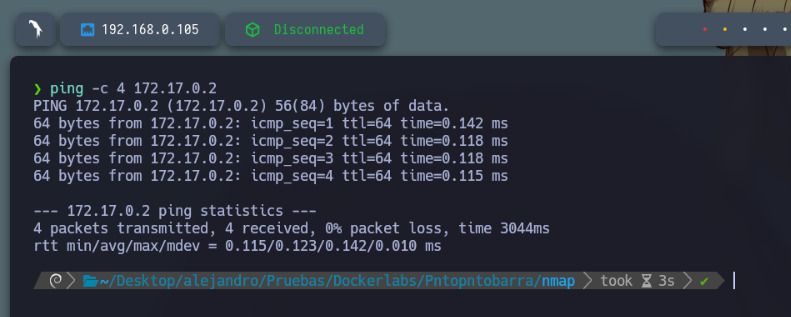 192.168.0.105
Disconnected
❯ ping -c 4 172.17.0.2
PING 172.17.0.2 (172.17.0.2) 56(84) bytes of data.
64 bytes from 172.17.0.2: icmp_seq=1 ttl=64 time=0.142 ms
64 bytes from 172.17.0.2: icmp_seq=2 ttl=64 time=0.118 ms
64 bytes from 172.17.0.2: icmp_seq=3 ttl=64 time=0.118 ms
64 bytes from 172.17.0.2: icmp_seq=4 ttl=64 time=0.115 ms
--- 172.17.0.2 ping statistics ---
4 packets transmitted, 4 received, 0% packet loss, time 3044ms
rtt min/avg/max/mdev = 0.115/0.123/0.142/0.010 ms
~/Desktop/alejandro/Pruebas/Dockerlabs/Pntopntobarra/nmap took 3s ✔